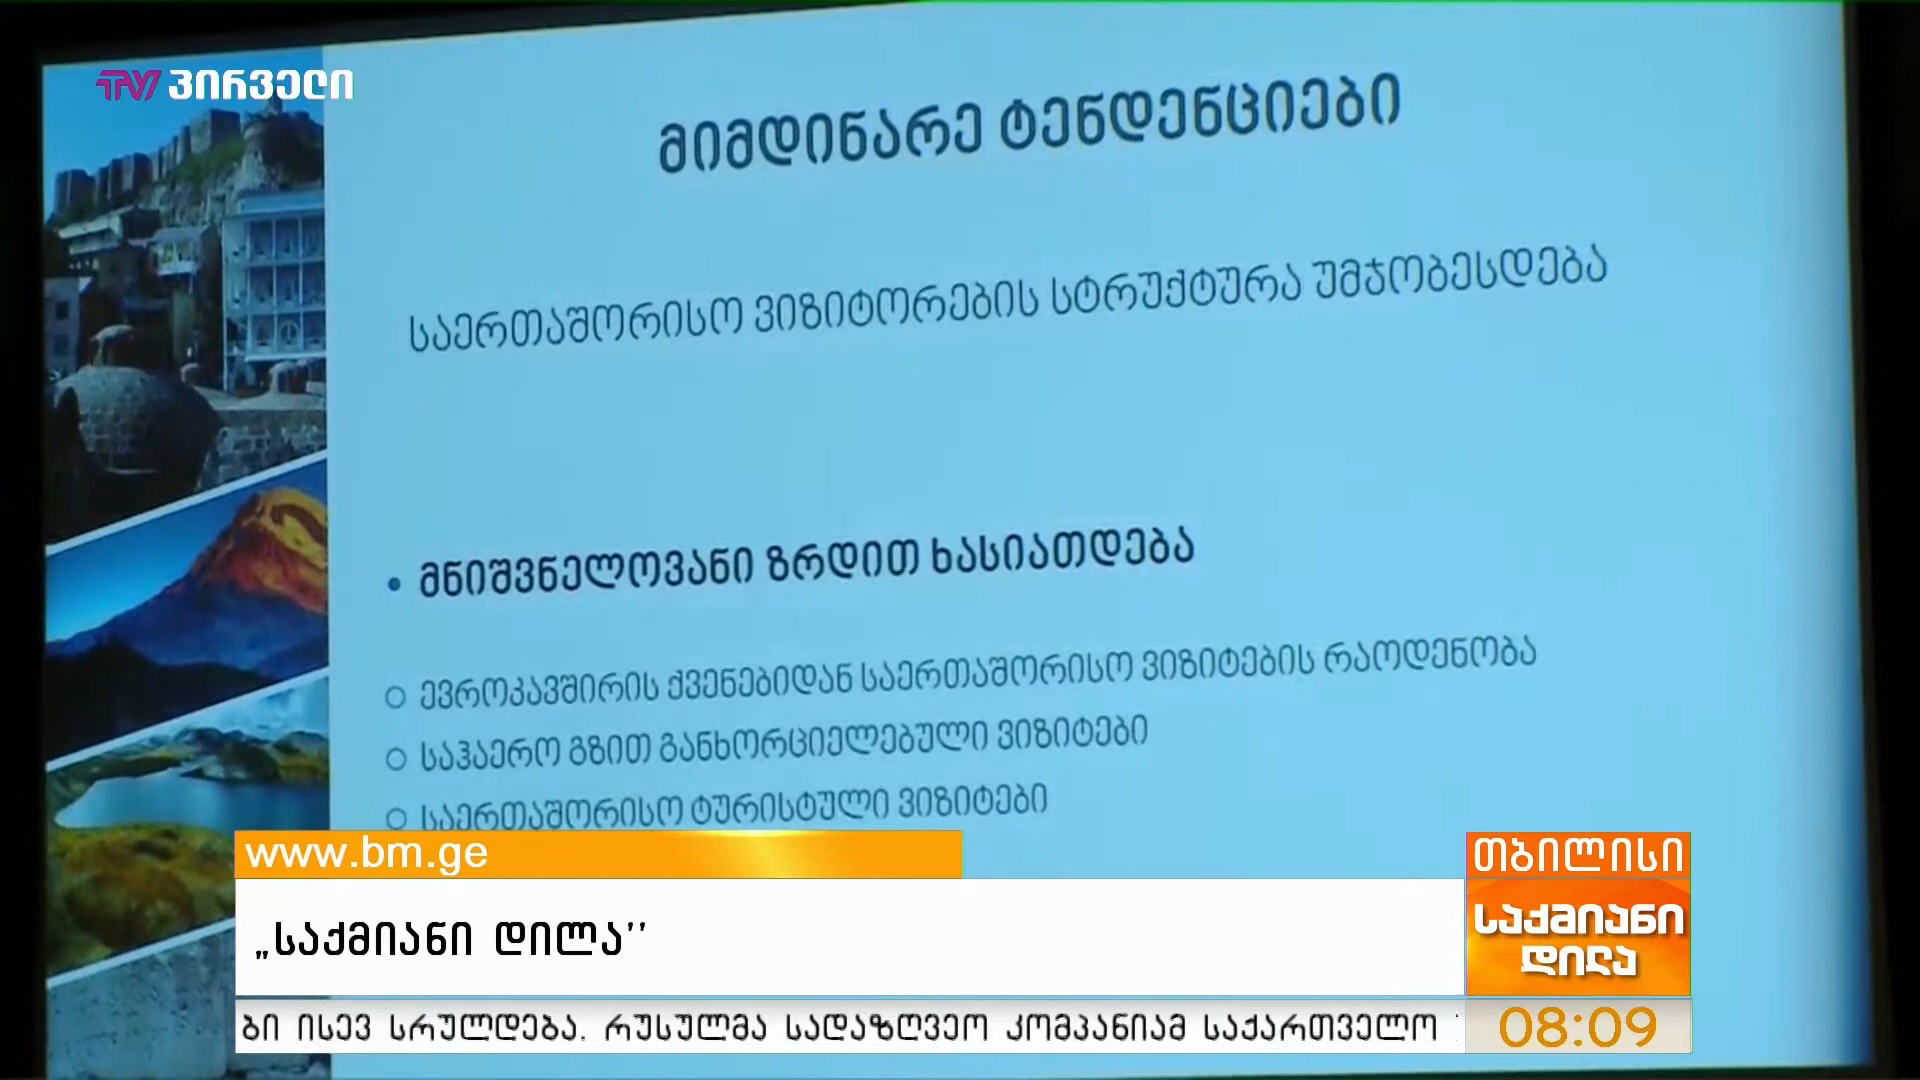 TV ᲞᲘᲠᲕᲔᲚᲘ
ᲛᲘᲛᲓᲘᲜᲐᲠᲔ ᲢᲔᲜᲓᲔᲜᲪᲘᲔᲑᲘ
ᲡᲐᲔᲠᲗᲐᲨᲝᲠᲘᲡᲝ ᲕᲘᲖᲘᲢᲝᲠᲔᲑᲘᲡ ᲡᲢᲠᲣᲥᲢᲣᲠᲐ ᲣᲛᲯᲝᲑᲔᲡᲓᲔᲑᲐ
• ᲛᲜᲘᲨᲕᲜᲔᲚᲝᲕᲐᲜᲘ ᲖᲠᲓᲘᲗ ᲮᲐᲡᲘᲐᲗᲓᲔᲑᲐ
○ ᲔᲕᲠᲝᲙᲐᲕᲨᲘᲠᲘᲡ ᲥᲕᲔᲜᲔᲑᲘᲓᲐᲜ ᲡᲐᲔᲠᲗᲐᲨᲝᲠᲘᲡᲝ ᲕᲘᲖᲘᲢᲔᲑᲘᲡ ᲠᲐᲝᲓᲔᲜᲝᲑᲐ
○ ᲡᲐᲰᲐᲔᲠᲝ ᲒᲖᲘᲗ ᲒᲐᲜᲮᲝᲠᲪᲘᲔᲚᲔᲑᲣᲚᲘ ᲕᲘᲖᲘᲢᲔᲑᲘ
○ ᲡᲐᲔᲠᲗᲐᲨᲝᲠᲘᲡᲝ ᲢᲣᲠᲘᲡᲢᲣᲚᲘ ᲕᲘᲖᲘᲢᲔᲑᲘ
www.bm.ge
„ᲡᲐᲥᲛᲘᲐᲜᲘ ᲓᲘᲚᲐ’’
ᲗᲑᲘᲚᲘᲡᲘ
ᲡᲐᲥᲛᲘᲐᲜᲘ
ᲓᲘᲚᲐ
ᲑᲘ ᲘᲡᲔᲕ ᲡᲠᲣᲚᲓᲔᲑᲐ. ᲠᲣᲡᲣᲚᲛᲐ ᲡᲐᲓᲐᲖᲦᲕᲔᲝ ᲙᲝᲛᲞᲐᲜᲘᲐᲛ ᲡᲐᲥᲐᲠᲗᲕᲔᲚᲝ
08:09